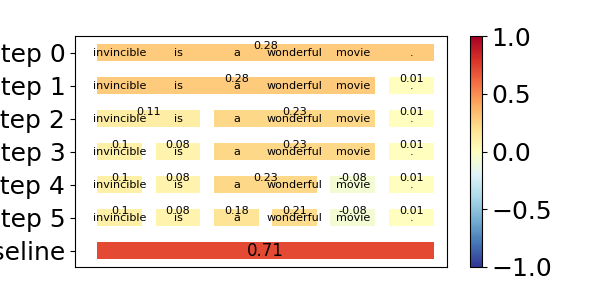 tep 0 0.28
invincible is a wonderful movie .
tep 1 0.28 0.01
invincible is a wonderful movie .
tep 2 0.11 0.23 0.01
invincible is a wonderful movie .
tep 3 0.1 0.08 0.23 0.01
invincible is a wonderful movie .
tep 4 0.1 0.08 0.23 -0.08 0.01
invincible is a wonderful movie .
tep 5 0.1 0.08 0.18 0.21 -0.08 0.01
invincible is a wonderful movie .
seline 0.71
1.0
0.5
0.0
−0.5
−1.0